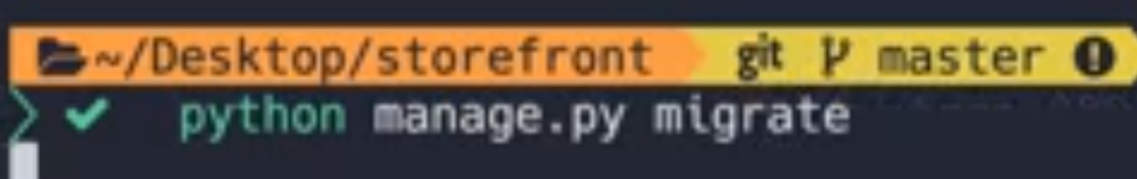 ~/Desktop/storefront git master
python manage.py migrate